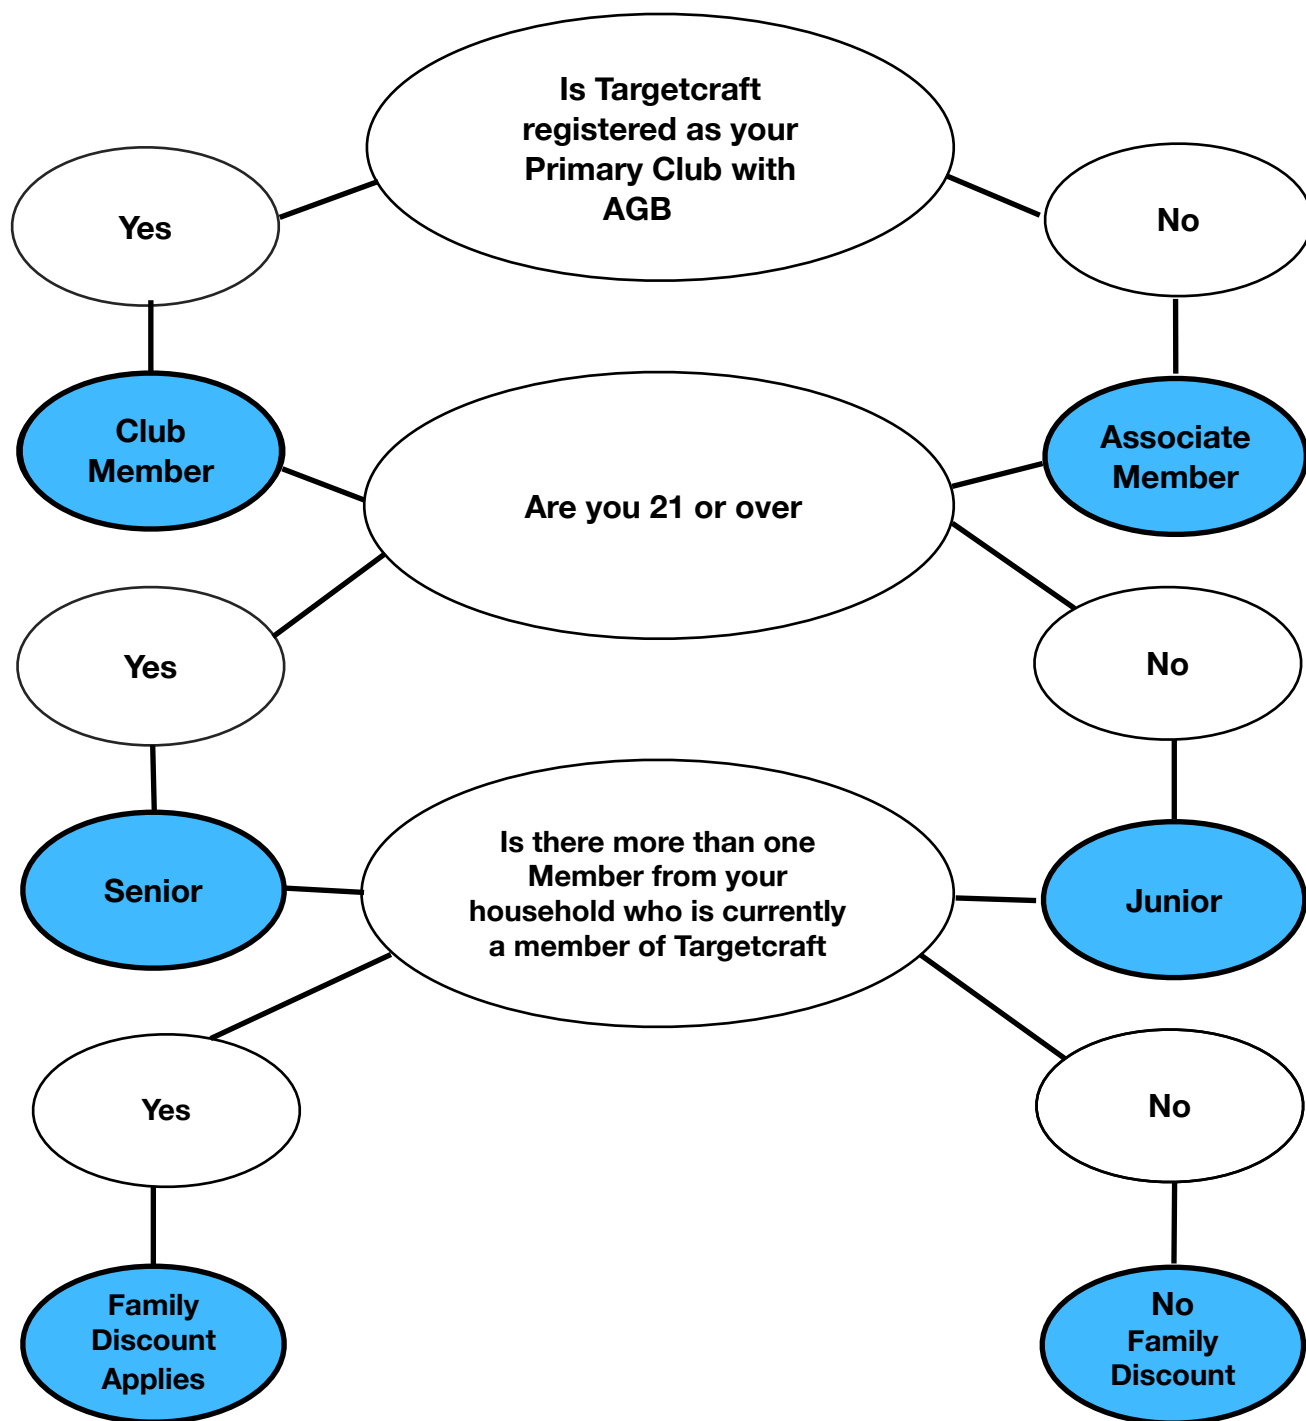 Is Targetcraft
registered as your
Primary Club with
AGB
Yes
No
Club
Member
Associate
Member
Are you 21 or over
Yes
No
Senior
Is there more than one
Member from your
household who is currently
a member of Targetcraft
Junior
Yes
No
Family
Discount
Applies
No
Family
Discount